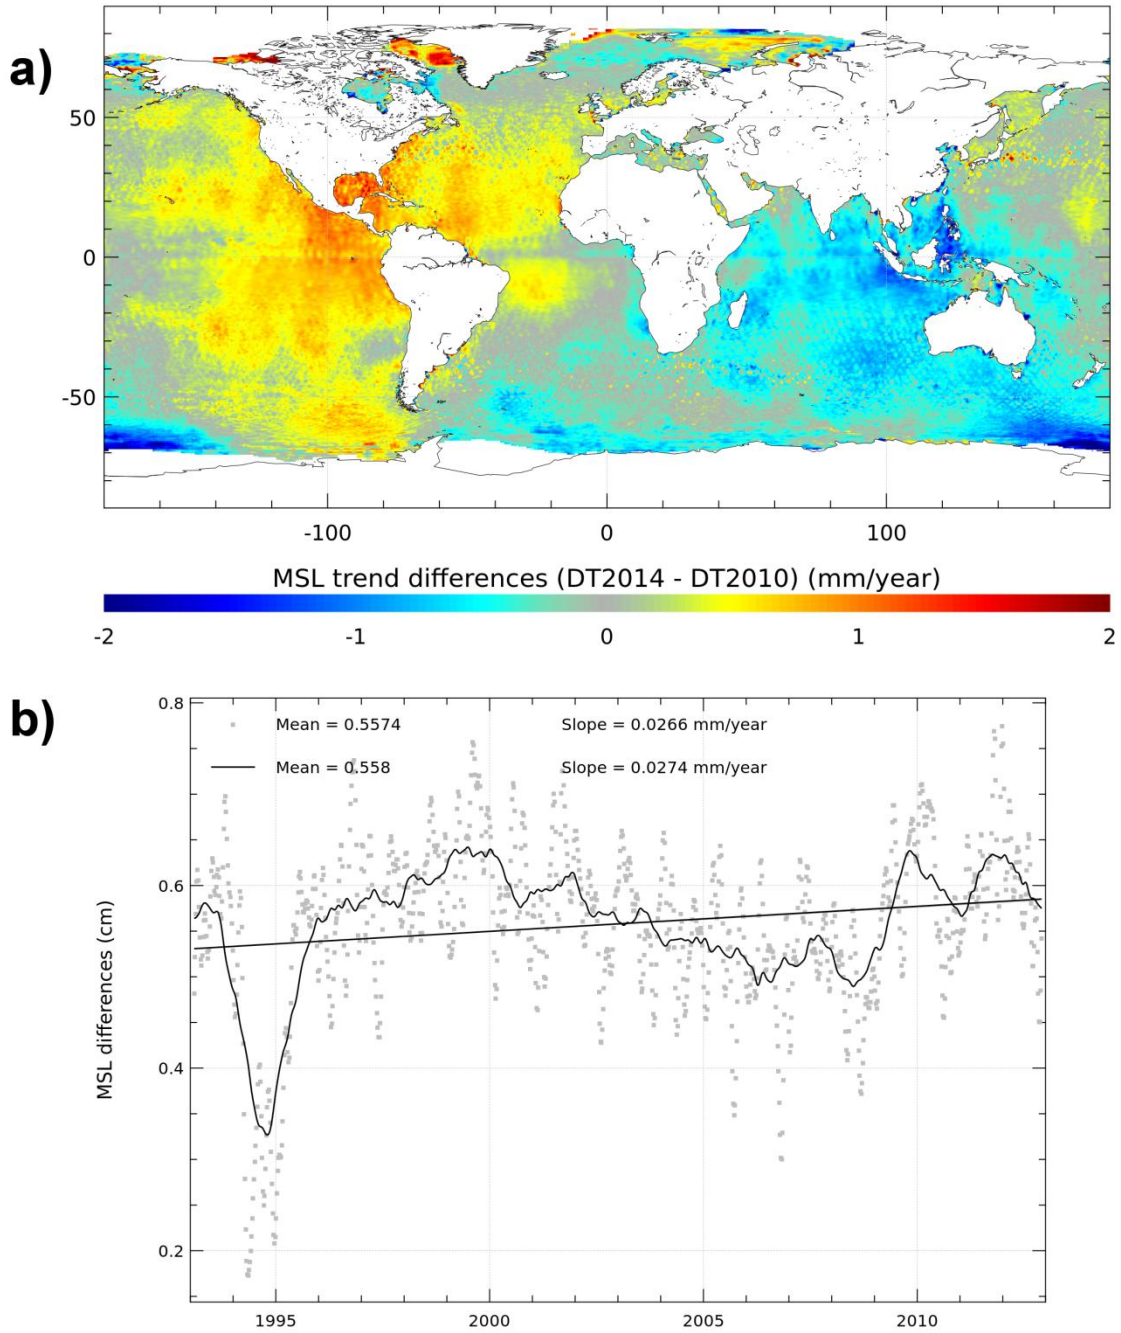 a)
50
0
-50
-100 0 100
MSL trend differences (DT2014 - DT2010) (mm/year)
-2 -1 0 1 2
b)
0.8
Mean = 0.5574 Slope = 0.0266 mm/year
Mean = 0.558 Slope = 0.0274 mm/year
0.6
MSL differences (cm)
0.4
0.2
1995 2000 2005 2010